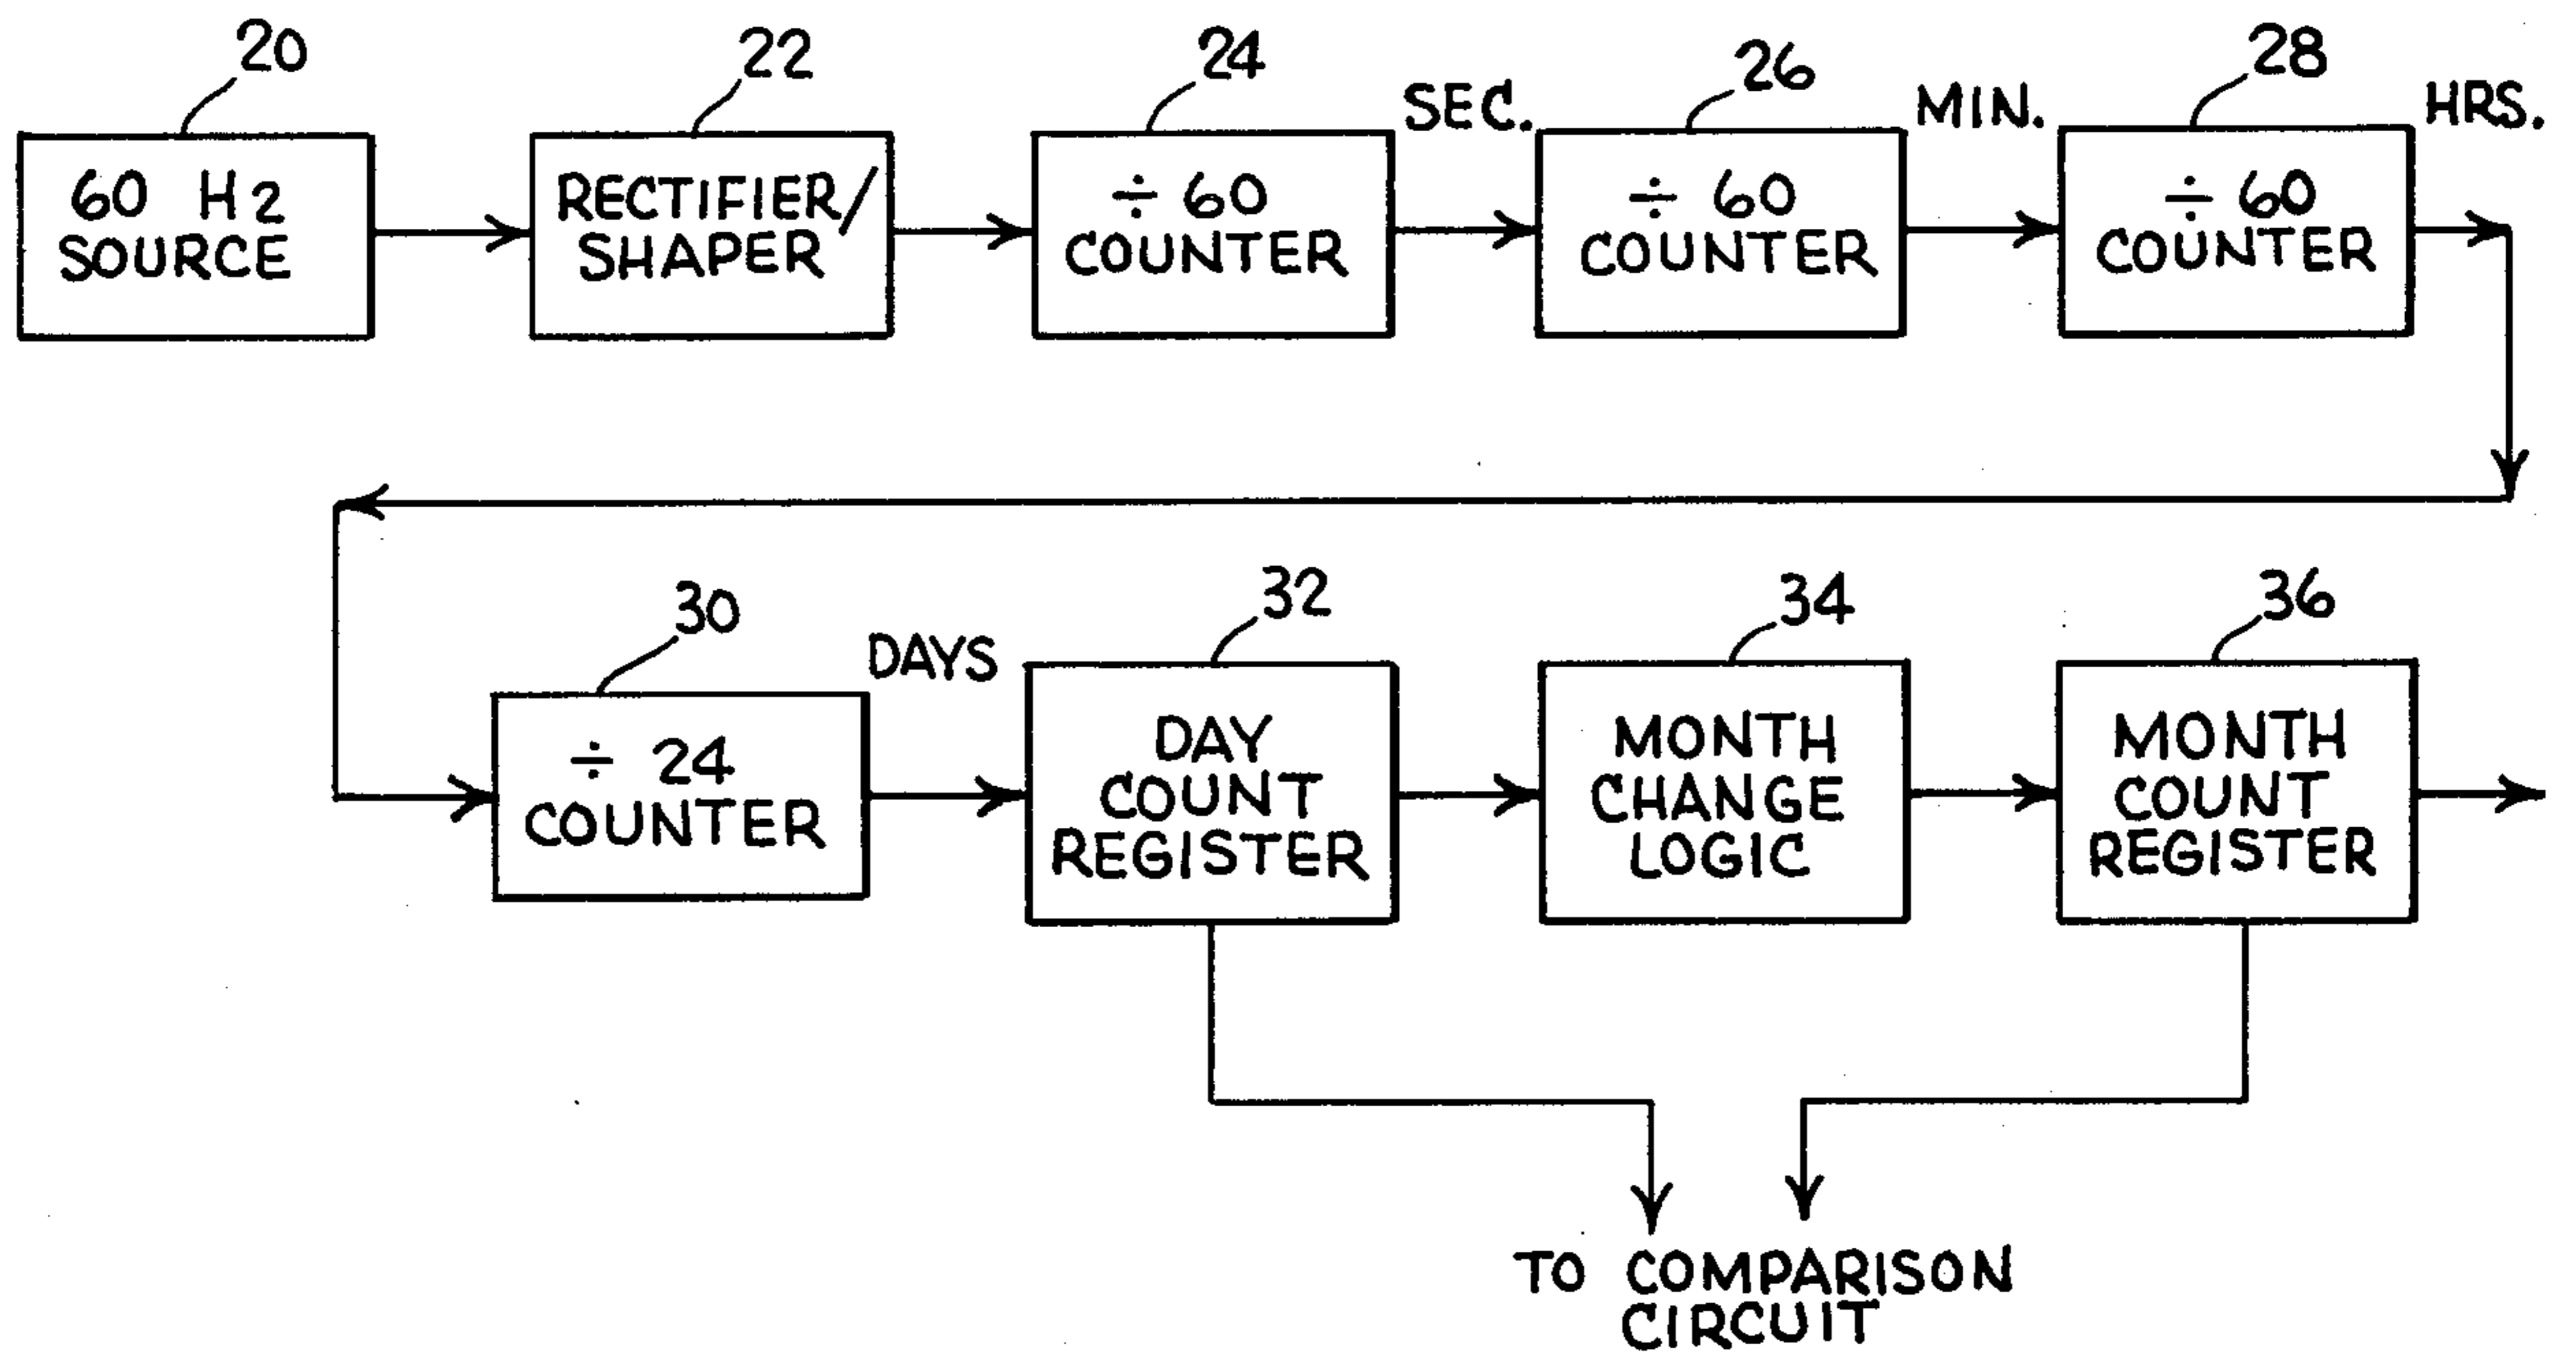 20
22
24
26
28
SEC.
MIN.
HRS.
60 H2
SOURCE
RECTIFIER/
SHAPER
÷ 60
COUNTER
÷ 60
COUNTER
÷ 60
COUNTER
30
32
34
36
DAYS
÷ 24
COUNTER
DAY
COUNT
REGISTER
MONTH
CHANGE
LOGIC
MONTH
COUNT
REGISTER
TO COMPARISON
CIRCUIT